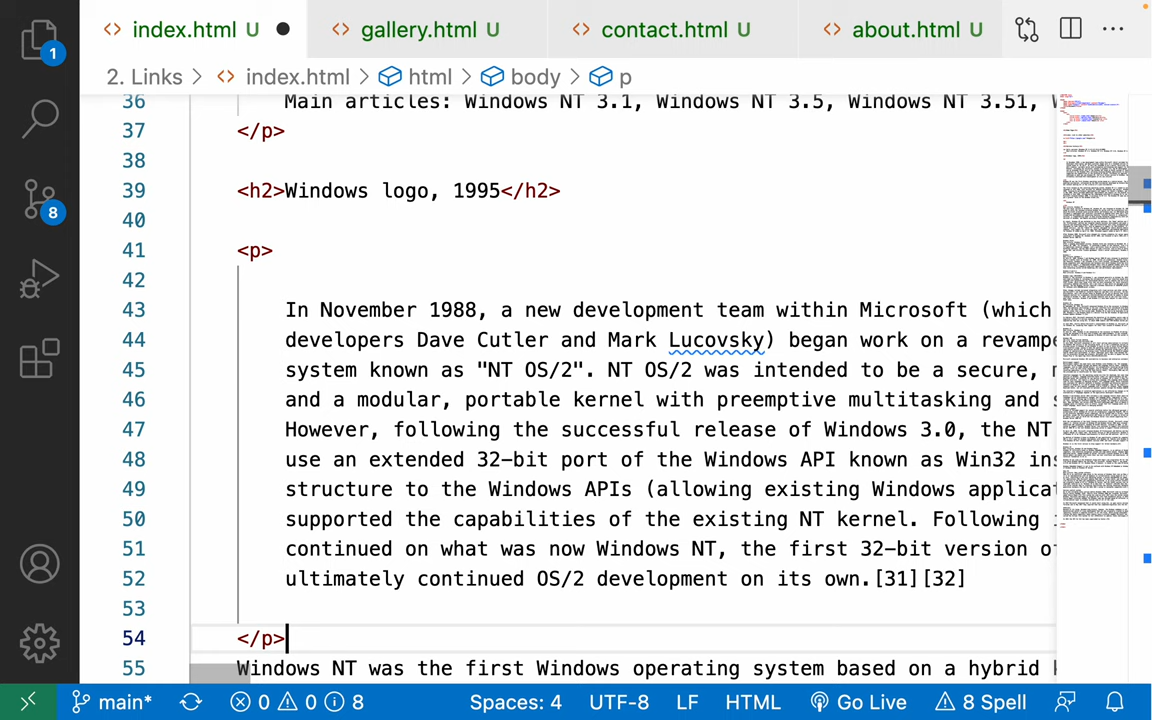 index.html U
gallery.html U
contact.html U
about.html U
1
2. Links > index.html > html > body > p
36 Main articles: Windows NT 3.1, Windows NT 3.5, Windows NT 3.51,
37 </p>
38
39 <h2>Windows logo, 1995</h2>
40
41 <p>
42
43 In November 1988, a new development team within Microsoft (which
44 developers Dave Cutler and Mark Lucovsky) began work on a
45 system known as "NT OS/2". NT OS/2 was intended to be a secure,
46 and a modular, portable kernel with preemptive multitasking and
47 However, following the successful release of Windows 3.0, the NT
48 use an extended 32-bit port of the Windows API known as Win32
49 structure to the Windows APIs (allowing existing Windows
50 supported the capabilities of the existing NT kernel. Following
51 continued on what was now Windows NT, the first 32-bit version
52 ultimately continued OS/2 development on its own.[31][32]
53
54 </p>
55 Windows NT was the first Windows operating system based on a hybrid
8
main* 0 0 8 Spaces: 4 UTF-8 LF HTML Go Live 8 Spell